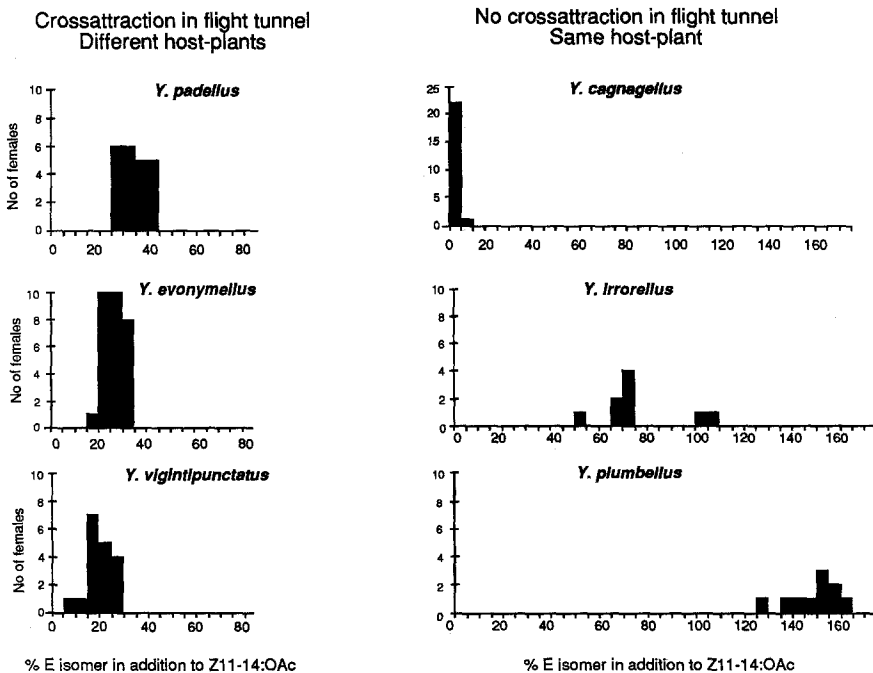 Crossattraction in flight tunnel
Different host-plants
No crossattraction in flight tunnel
Same host-plant
Y. padellus
No of females
10
8
6
4
2
0
0 20 40 60 80
Y. cagnagellus
25
20
15
10
5
0
0 20 40 60 80 100 120 140 160
Y. evonymellus
No of females
10
8
6
4
2
0
0 20 40 60 80
Y. irrorellus
10
8
6
4
2
0
0 20 40 60 80 100 120 140 160
Y. vigintipunctatus
No of females
10
8
6
4
2
0
0 20 40 60 80
Y. plumbellus
10
8
6
4
2
0
0 20 40 60 80 100 120 140 160
% E isomer in addition to Z11-14:OAc
% E isomer in addition to Z11-14:OAc